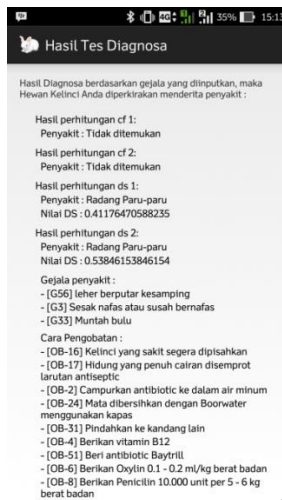 4G 35% 15:13
Hasil Tes Diagnosa
Hasil Diagnosa berdasarkan gejala yang diinputkan, maka
Hewan Kelinci Anda diperkirakan menderita penyakit :
Hasil perhitungan cf 1:
Penyakit : Tidak ditemukan
Hasil perhitungan cf 2:
Penyakit : Tidak ditemukan
Hasil perhitungan ds 1:
Penyakit : Radang Paru-paru
Nilai DS : 0.41176470588235
Hasil perhitungan ds 2:
Penyakit : Radang Paru-paru
Nilai DS : 0.53846153846154
Gejala penyakit :
- [G56] leher berputar kesamping
- [G3] Sesak nafas atau susah bernafas
- [G33] Muntah bulu
Cara Pengobatan :
- [OB-16] Kelinci yang sakit segera dipisahkan
- [OB-17] Hidung yang penuh cairan disemprot
larutan antiseptic
- [OB-2] Campurkan antibiotic ke dalam air minum
- [OB-24] Mata dibersihkan dengan Boorwater
menggunakan kapas
- [OB-31] Pindahkan ke kandang lain
- [OB-4] Berikan vitamin B12
- [OB-51] Beri antibiotic Baytrill
- [OB-6] Berikan Oxylin 0.1 - 0.2 ml/kg berat badan
- [OB-8] Berikan Penicilin 10.000 unit per 5 - 6 kg
berat badan